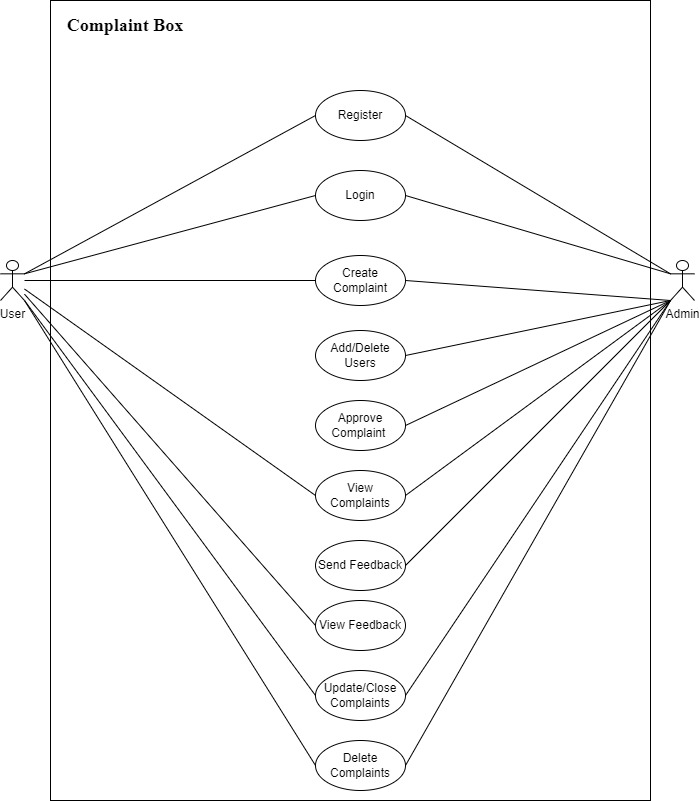 Complaint Box
Register
Login
Create
Complaint
User
Admin
Add/Delete
Users
Approve
Complaint
View
Complaints
Send Feedback
View Feedback
Update/Close
Complaints
Delete
Complaints